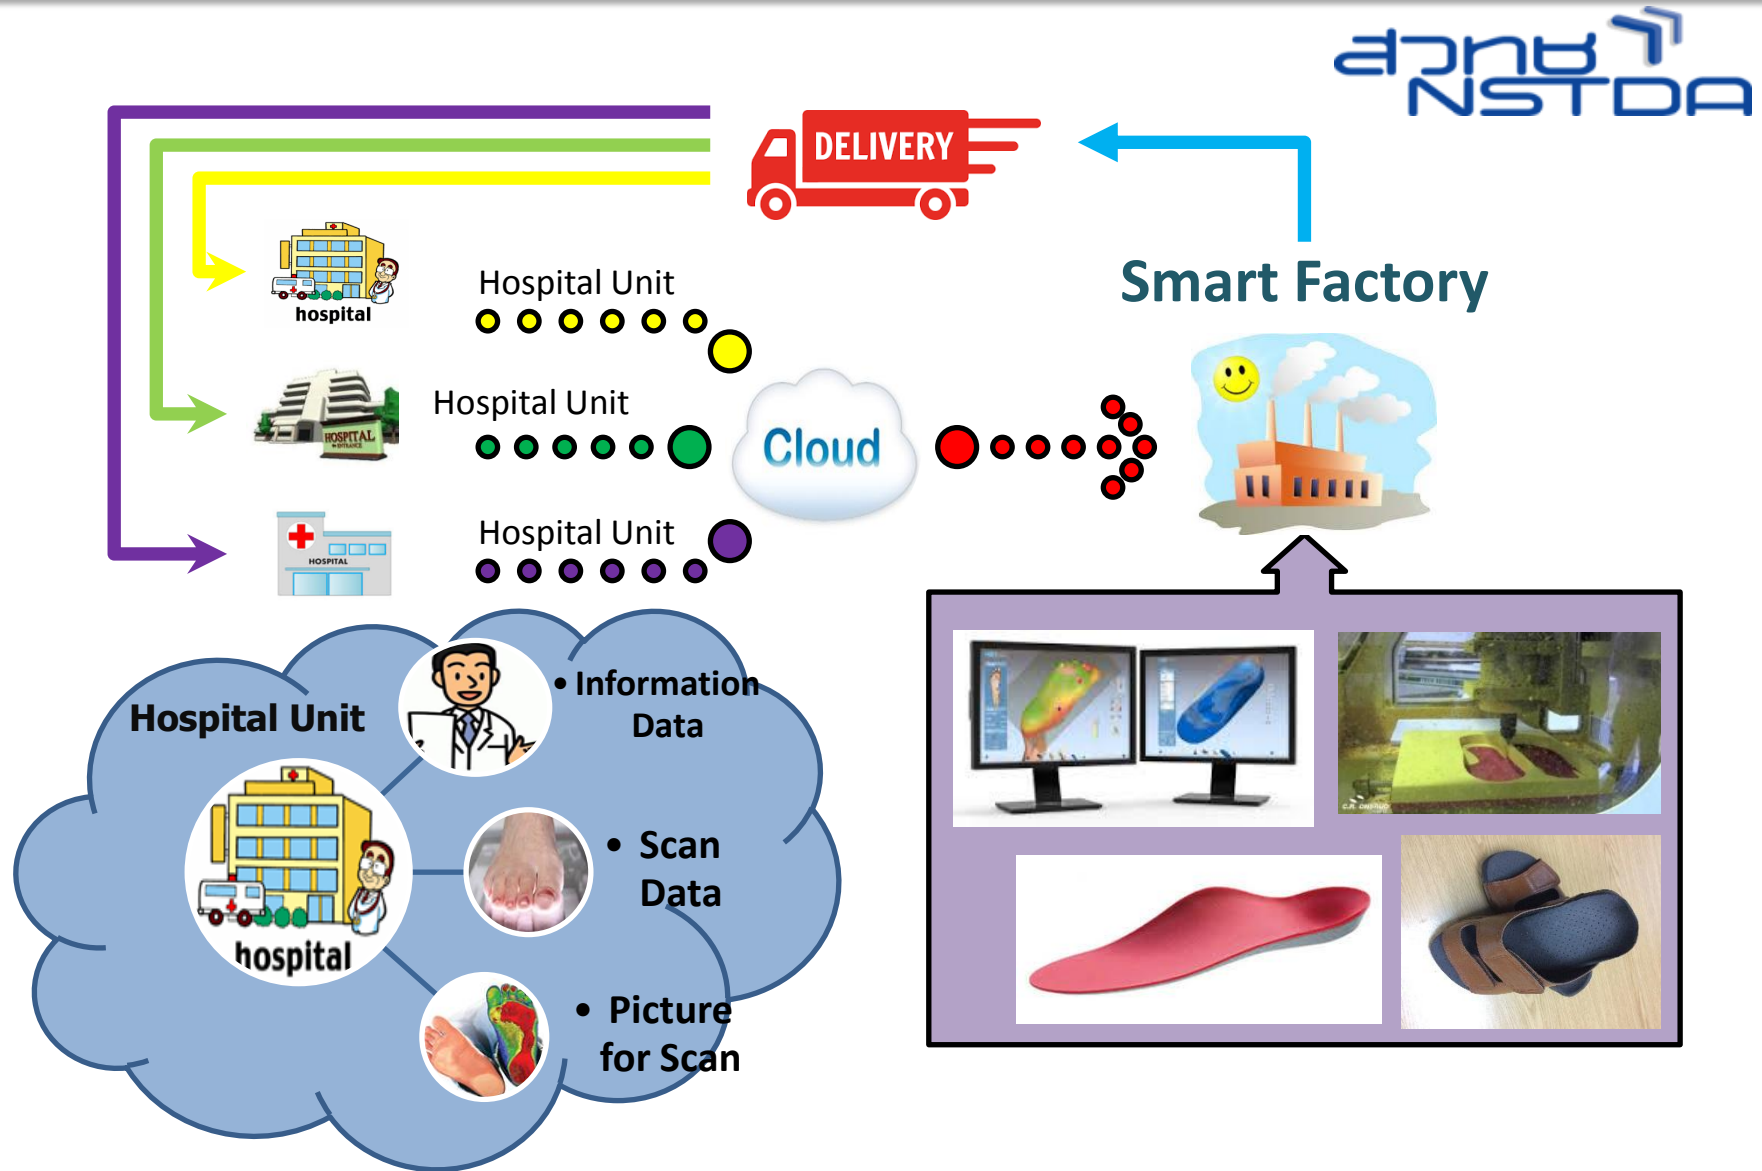 สวทช
NSTDA
DELIVERY
Smart Factory
hospital
Hospital Unit
HOSPITAL
ENTRANCE
Hospital Unit
Cloud
HOSPITAL
Hospital Unit
Hospital Unit
• Information
Data
hospital
• Scan
Data
• Picture
for Scan